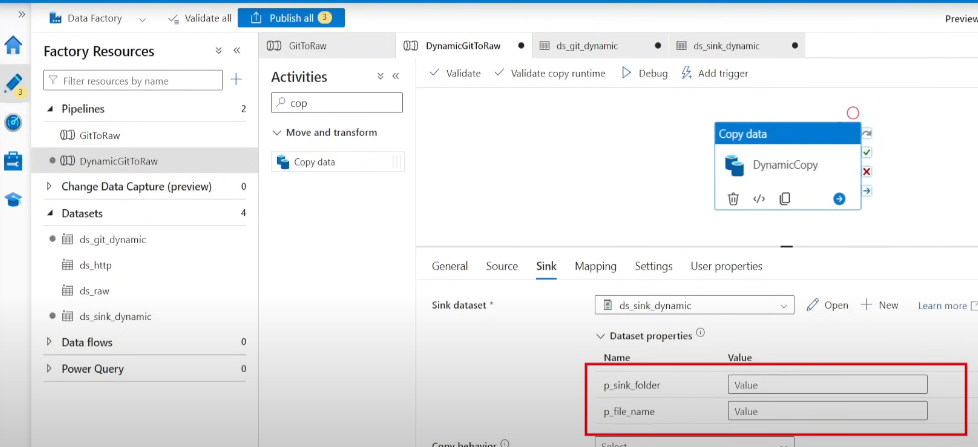 »
Data Factory
Validate all
Publish all 3
Preview
Factory Resources
Filter resources by name
3
Pipelines 2
GitToRaw
DynamicGitToRaw
Change Data Capture (preview) 0
Datasets 4
ds_git_dynamic
ds_http
ds_raw
ds_sink_dynamic
Data flows 0
Power Query 0
GitToRaw
DynamicGitToRaw
ds_git_dynamic
ds_sink_dynamic
Activities
cop
Move and transform
Copy data
Validate
Validate copy runtime
Debug
Add trigger
Copy data
DynamicCopy
General Source Sink Mapping Settings User properties
Sink dataset *
ds_sink_dynamic
Open
New
Learn more
Dataset properties
Name Value
p_sink_folder Value
p_file_name Value
Copy behavior
Select...